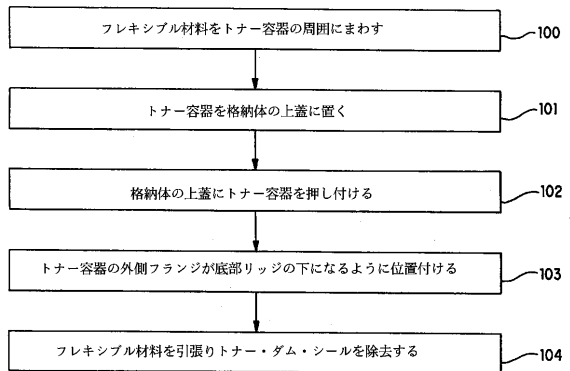 フレキシブル材料をトナー容器の周囲にまわす
100
トナー容器を格納体の上蓋に置く
101
格納体の上蓋にトナー容器を押し付ける
102
トナー容器の外側フランジが底部リッジの下になるように位置付ける
103
フレキシブル材料を引張りトナー・ダム・シールを除去する
104